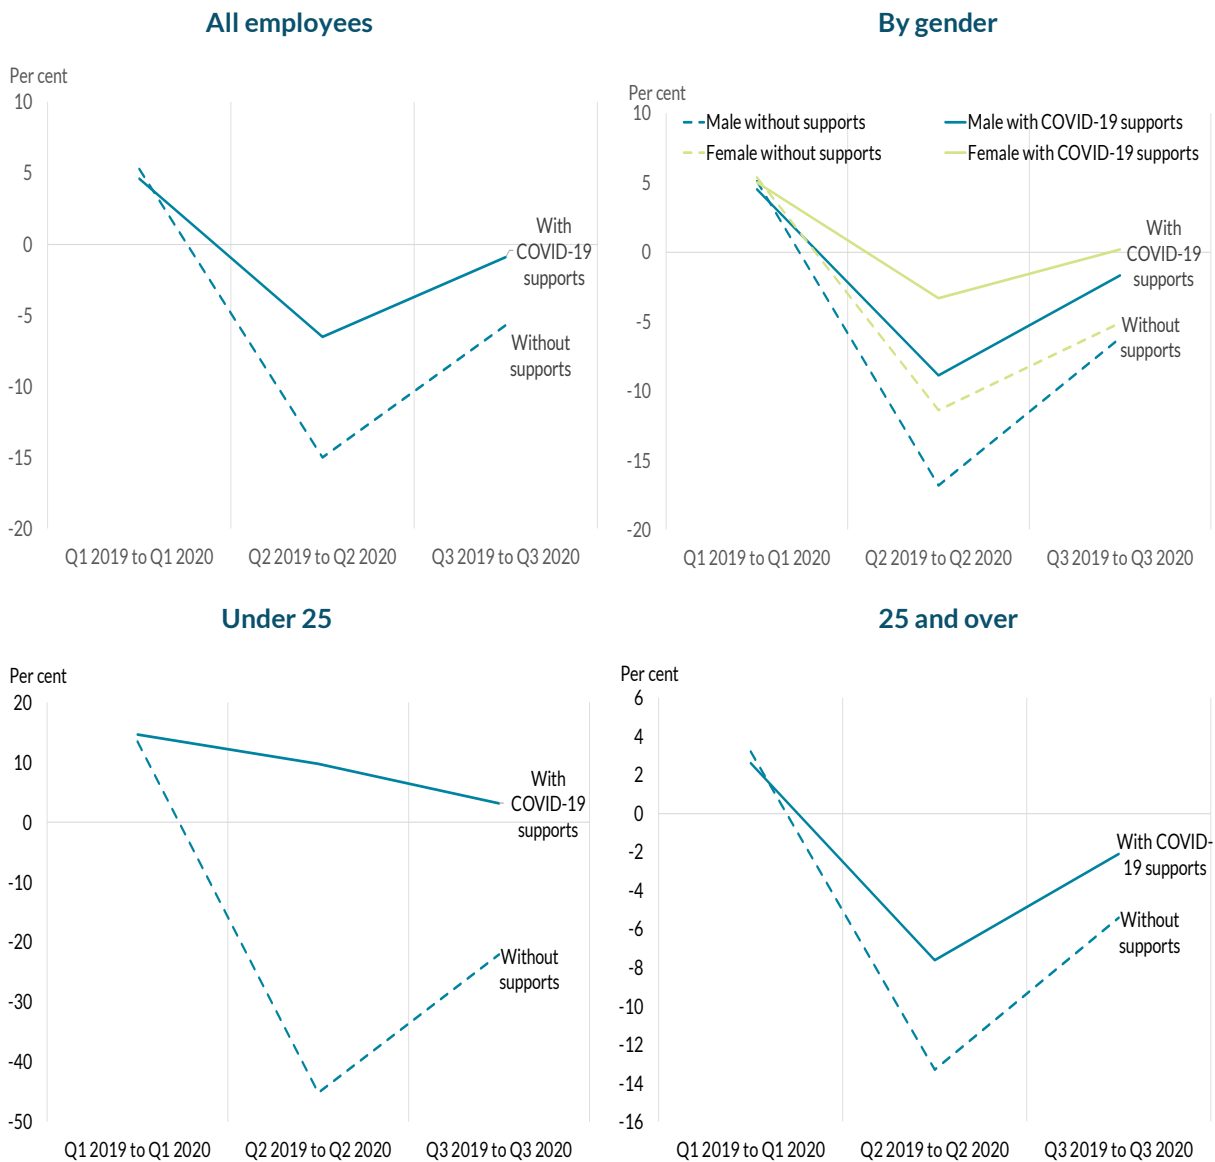 All employees
Per cent
10
5
0
-5
-10
-15
-20
With
COVID-19
supports
Without
supports
Q1 2019 to Q1 2020
Q2 2019 to Q2 2020
Q3 2019 to Q3 2020
By gender
Per cent
10
5
0
-5
-10
-15
-20
Male without supports
Male with COVID-19 supports
Female without supports
Female with COVID-19 supports
With
COVID-19
supports
Without
supports
Q1 2019 to Q1 2020
Q2 2019 to Q2 2020
Q3 2019 to Q3 2020
Under 25
Per cent
20
10
0
-10
-20
-30
-40
-50
With
COVID-19
supports
Without
supports
Q1 2019 to Q1 2020
Q2 2019 to Q2 2020
Q3 2019 to Q3 2020
25 and over
Per cent
6
4
2
0
-2
-4
-6
-8
-10
-12
-14
-16
With COVID-
19 supports
Without
supports
Q1 2019 to Q1 2020
Q2 2019 to Q2 2020
Q3 2019 to Q3 2020